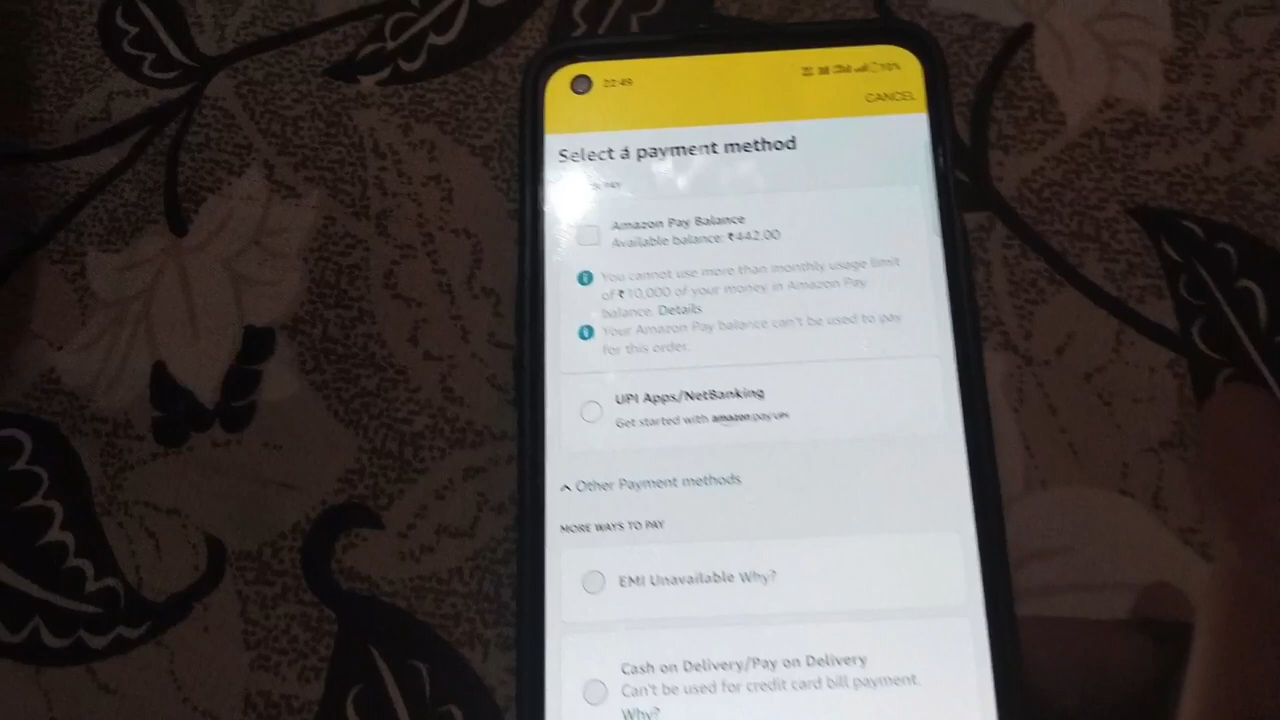 22:49
CANCEL
Select a payment method
PAY
Amazon Pay Balance
Available balance: ₹442.00
You cannot use more than monthly usage limit
of ₹10,000 of your money in Amazon Pay
balance. Details
Your Amazon Pay balance can't be used to pay
for this order.
UPI Apps/NetBanking
Get started with amazon pay UPI
Other Payment methods
MORE WAYS TO PAY
EMI Unavailable Why?
Cash on Delivery/Pay on Delivery
Can't be used for credit card bill payment.
Why?